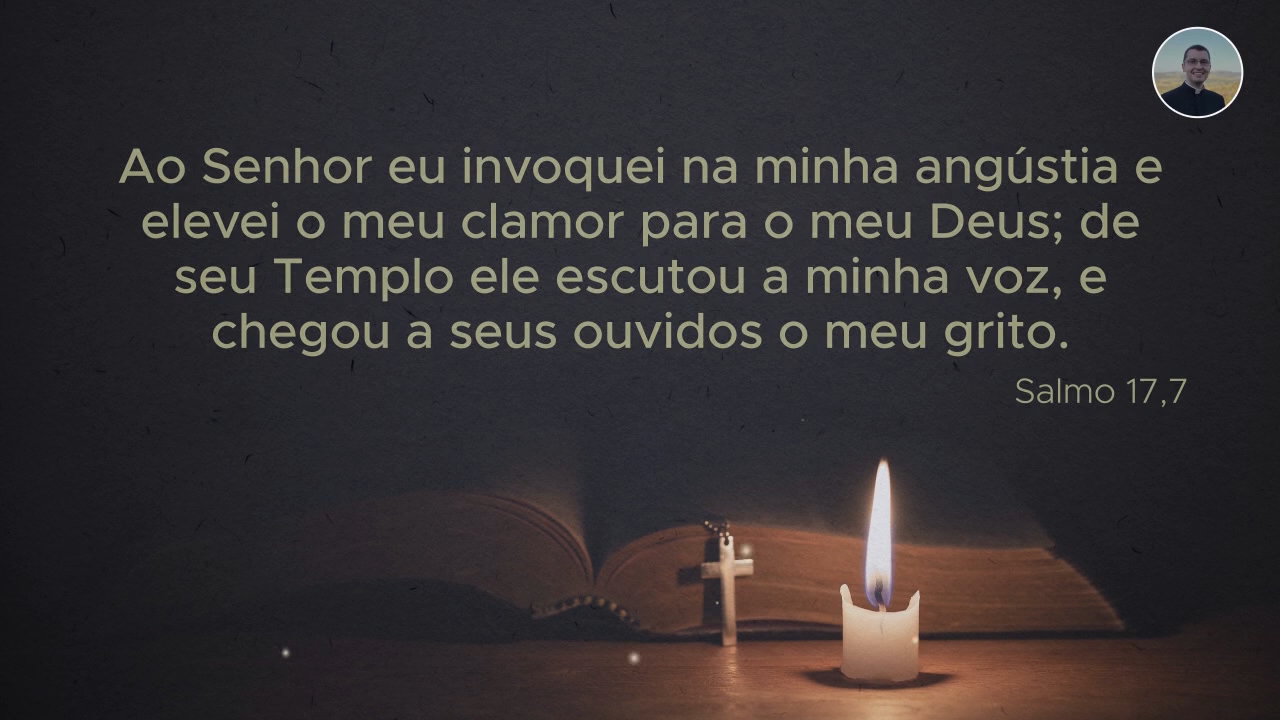 Ao Senhor eu invoquei na minha angústia e
elevei o meu clamor para o meu Deus; de
seu Templo ele escutou a minha voz, e
chegou a seus ouvidos o meu grito.
Salmo 17,7